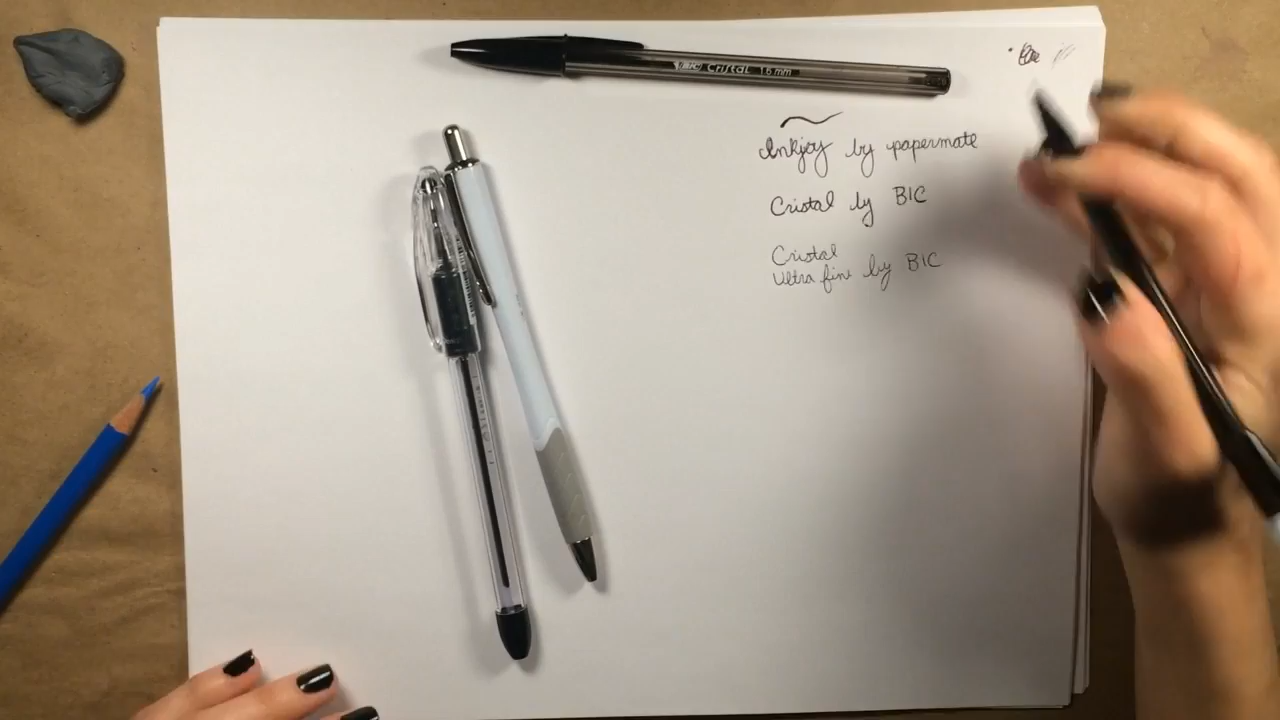 BIC Cristal 1.6 mm
Inkjoy by papermate
Cristal by BIC
Cristal
Ultra fine by BIC